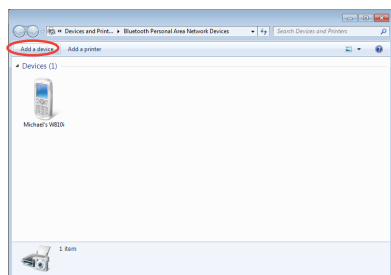 « Devices and Print... ▸ Bluetooth Personal Area Network Devices
Search Devices and Printers
Add a device Add a printer
Devices (1)
Michael's W810i
1 item